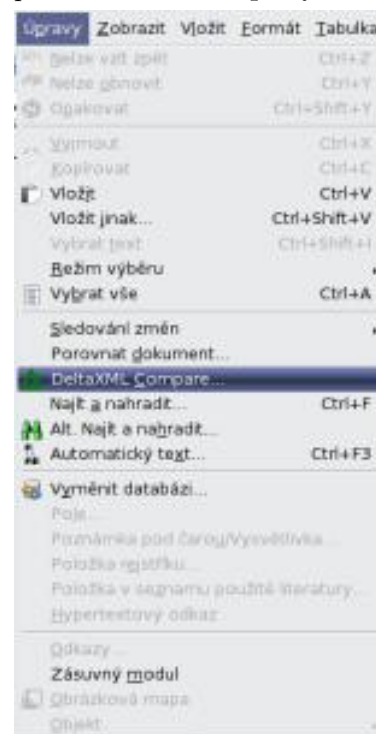 Úpravy Zobrazit Vložit Formát Tabulka
Nelze vzít zpět Ctrl+Z
Nelze obnovit Ctrl+Y
Opakovat Ctrl+Shift+Y
Vyjmout Ctrl+X
Kopírovat Ctrl+C
Vložit Ctrl+V
Vložit jinak... Ctrl+Shift+V
Vybrat text Ctrl+Shift+I
Režim výběru
Vybrat vše Ctrl+A
Sledování změn
Porovnat dokument...
DeltaXML Compare...
Najít a nahradit... Ctrl+F
Alt. Najít a nahradit...
Automatický text... Ctrl+F3
Vyměnit databázi...
Pole...
Poznámka pod čarou/Vysvětlivka...
Položka rejstříku...
Položka v seznamu použité literatury...
Hypertextový odkaz
Odkazy...
Zásuvný modul
Obrázková mapa
Objekt